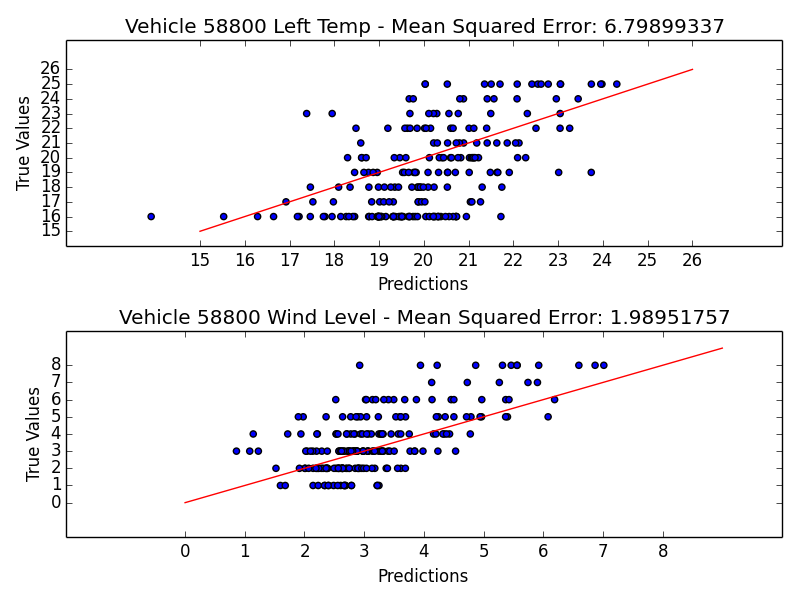 Vehicle 58800 Left Temp - Mean Squared Error: 6.79899337
True Values
26
25
24
23
22
21
20
19
18
17
16
15
15 16 17 18 19 20 21 22 23 24 25 26
Predictions
Vehicle 58800 Wind Level - Mean Squared Error: 1.98951757
True Values
8
7
6
5
4
3
2
1
0
0 1 2 3 4 5 6 7 8
Predictions